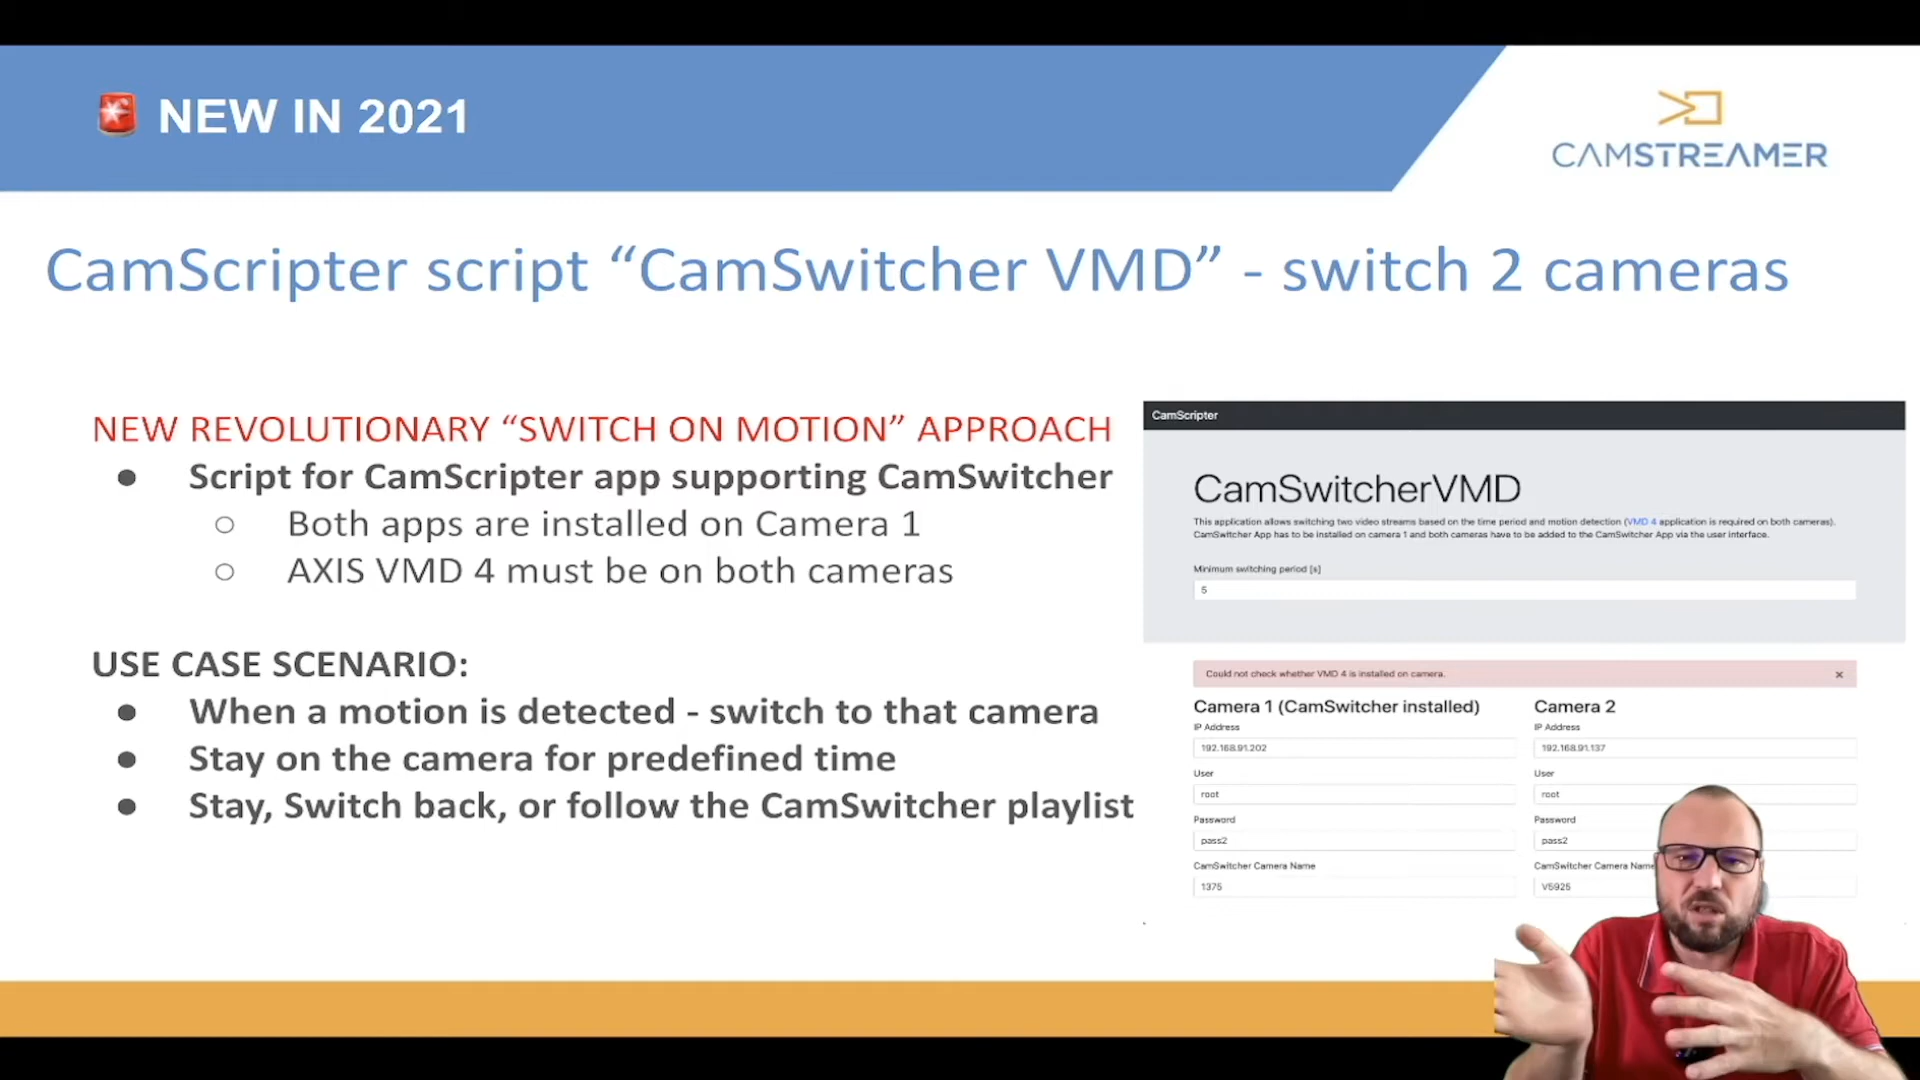 NEW IN 2021
CAMSTREAMER
CamScripter script “CamSwitcher VMD” - switch 2 cameras
NEW REVOLUTIONARY “SWITCH ON MOTION” APPROACH
● Script for CamScripter app supporting CamSwitcher
○ Both apps are installed on Camera 1
○ AXIS VMD 4 must be on both cameras
USE CASE SCENARIO:
● When a motion is detected - switch to that camera
● Stay on the camera for predefined time
● Stay, Switch back, or follow the CamSwitcher playlist
CamScripter
CamSwitcherVMD
This application allows switching two video streams based on the time period and motion detection (VMD 4 application is required on both cameras).
CamSwitcher App has to be installed on camera 1 and both cameras have to be added to the CamSwitcher App via the user interface.
Minimum switching period [s]
5
Could not check whether VMD 4 is installed on camera.
×
Camera 1 (CamSwitcher installed)
IP Address
192.168.91.202
User
root
Password
pass2
CamSwitcher Camera Name
1375
Camera 2
IP Address
192.168.91.137
User
root
Password
pass2
CamSwitcher Camera Name
V5925